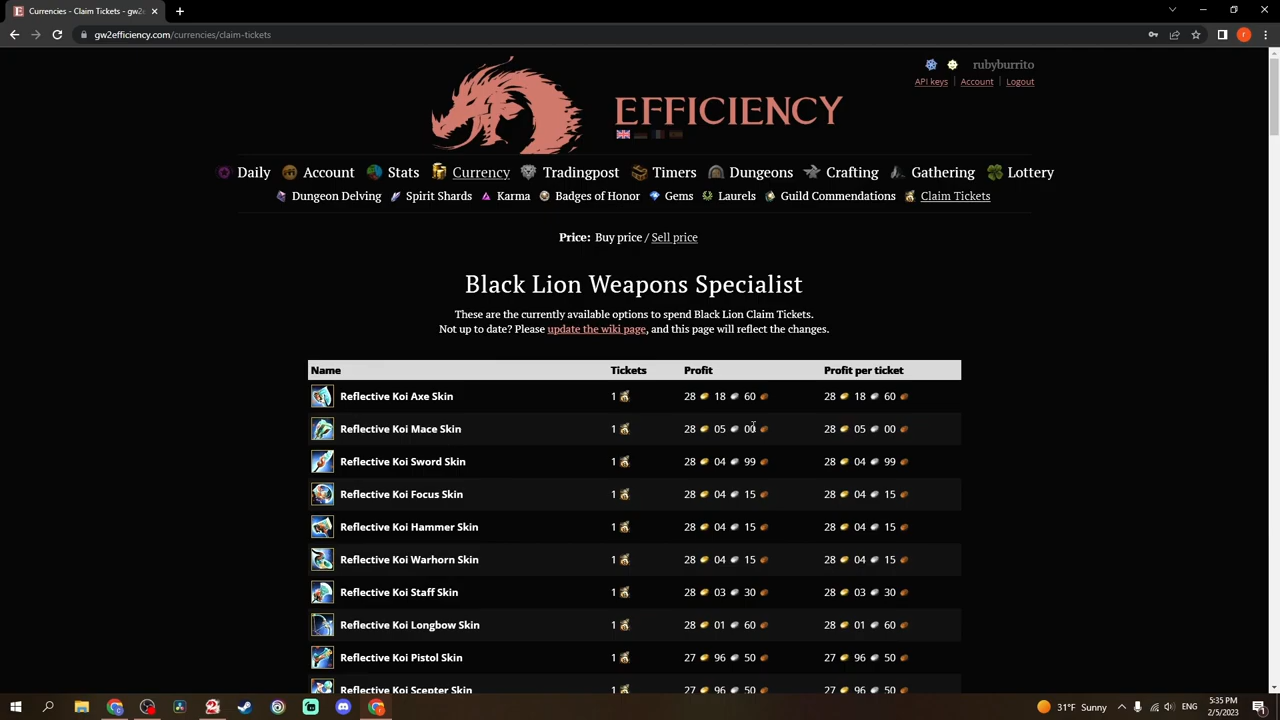 Currencies - Claim Tickets - gw2
gw2efficiency.com/currencies/claim-tickets
r
EFFICIENCY
rubyburrito
API keys | Account | Logout
Daily Account Stats Currency Tradingpost Timers Dungeons Crafting Gathering Lottery
Dungeon Delving Spirit Shards Karma Badges of Honor Gems Laurels Guild Commendations Claim Tickets
Price: Buy price / Sell price
Black Lion Weapons Specialist
These are the currently available options to spend Black Lion Claim Tickets.
Not up to date? Please update the wiki page, and this page will reflect the changes.
Name Tickets Profit Profit per ticket
Reflective Koi Axe Skin 1 28 18 60 28 18 60
Reflective Koi Mace Skin 1 28 05 00 28 05 00
Reflective Koi Sword Skin 1 28 04 99 28 04 99
Reflective Koi Focus Skin 1 28 04 15 28 04 15
Reflective Koi Hammer Skin 1 28 04 15 28 04 15
Reflective Koi Warhorn Skin 1 28 04 15 28 04 15
Reflective Koi Staff Skin 1 28 03 30 28 03 30
Reflective Koi Longbow Skin 1 28 01 60 28 01 60
Reflective Koi Pistol Skin 1 27 96 50 27 96 50
Reflective Koi Scepter Skin 1 27 96 50 27 96 50
31°F Sunny
ENG
5:35 PM
2/5/2023